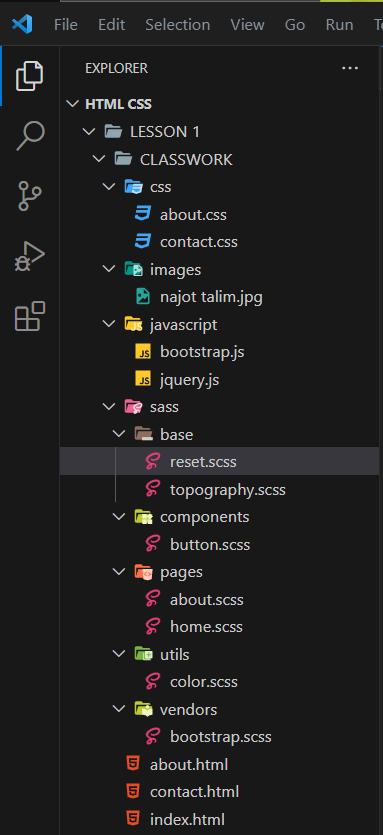 File Edit Selection View Go Run
EXPLORER ...
HTML CSS
LESSON 1
CLASSWORK
css
about.css
contact.css
images
najot talim.jpg
javascript
JS bootstrap.js
JS jquery.js
sass
base
reset.scss
topography.scss
components
button.scss
pages
about.scss
home.scss
utils
color.scss
vendors
bootstrap.scss
about.html
contact.html
index.html